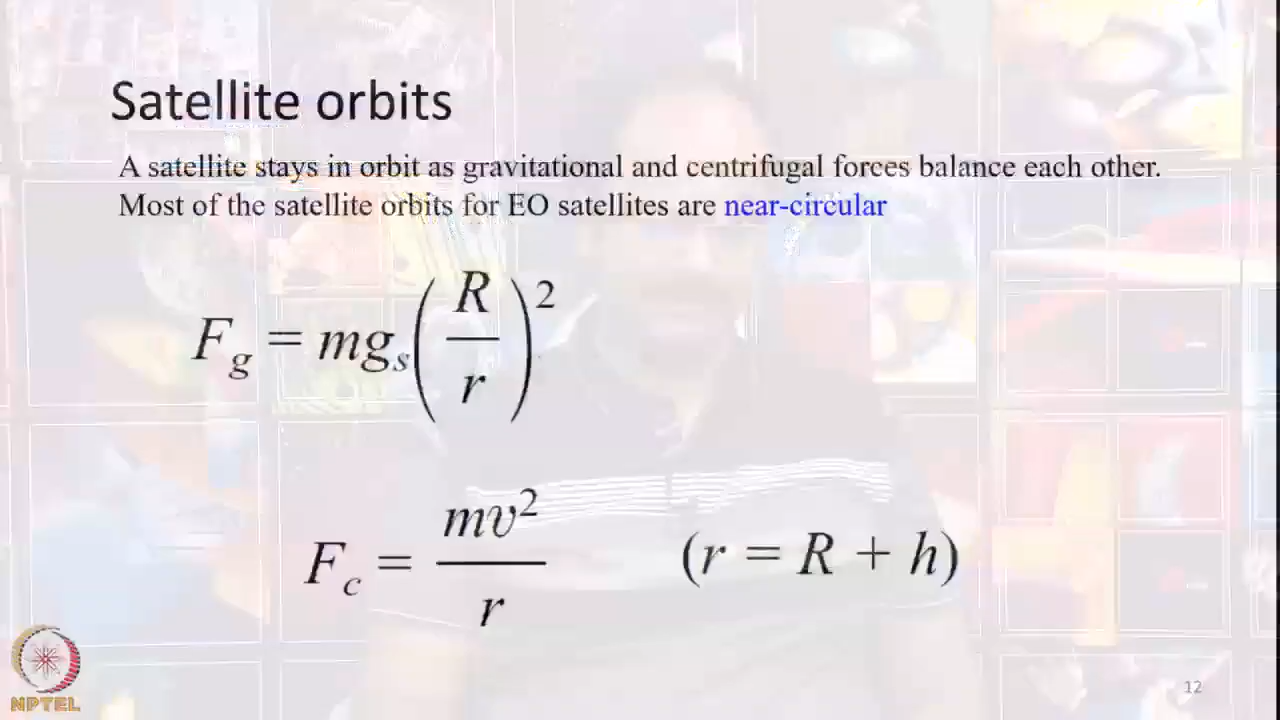 Satellite orbits
A satellite stays in orbit as gravitational and centrifugal forces balance each other.
Most of the satellite orbits for EO satellites are near-circular
F_g = mg_s (R/r)^2
F_c = mv^2/r (r = R + h)
NPTEL
12